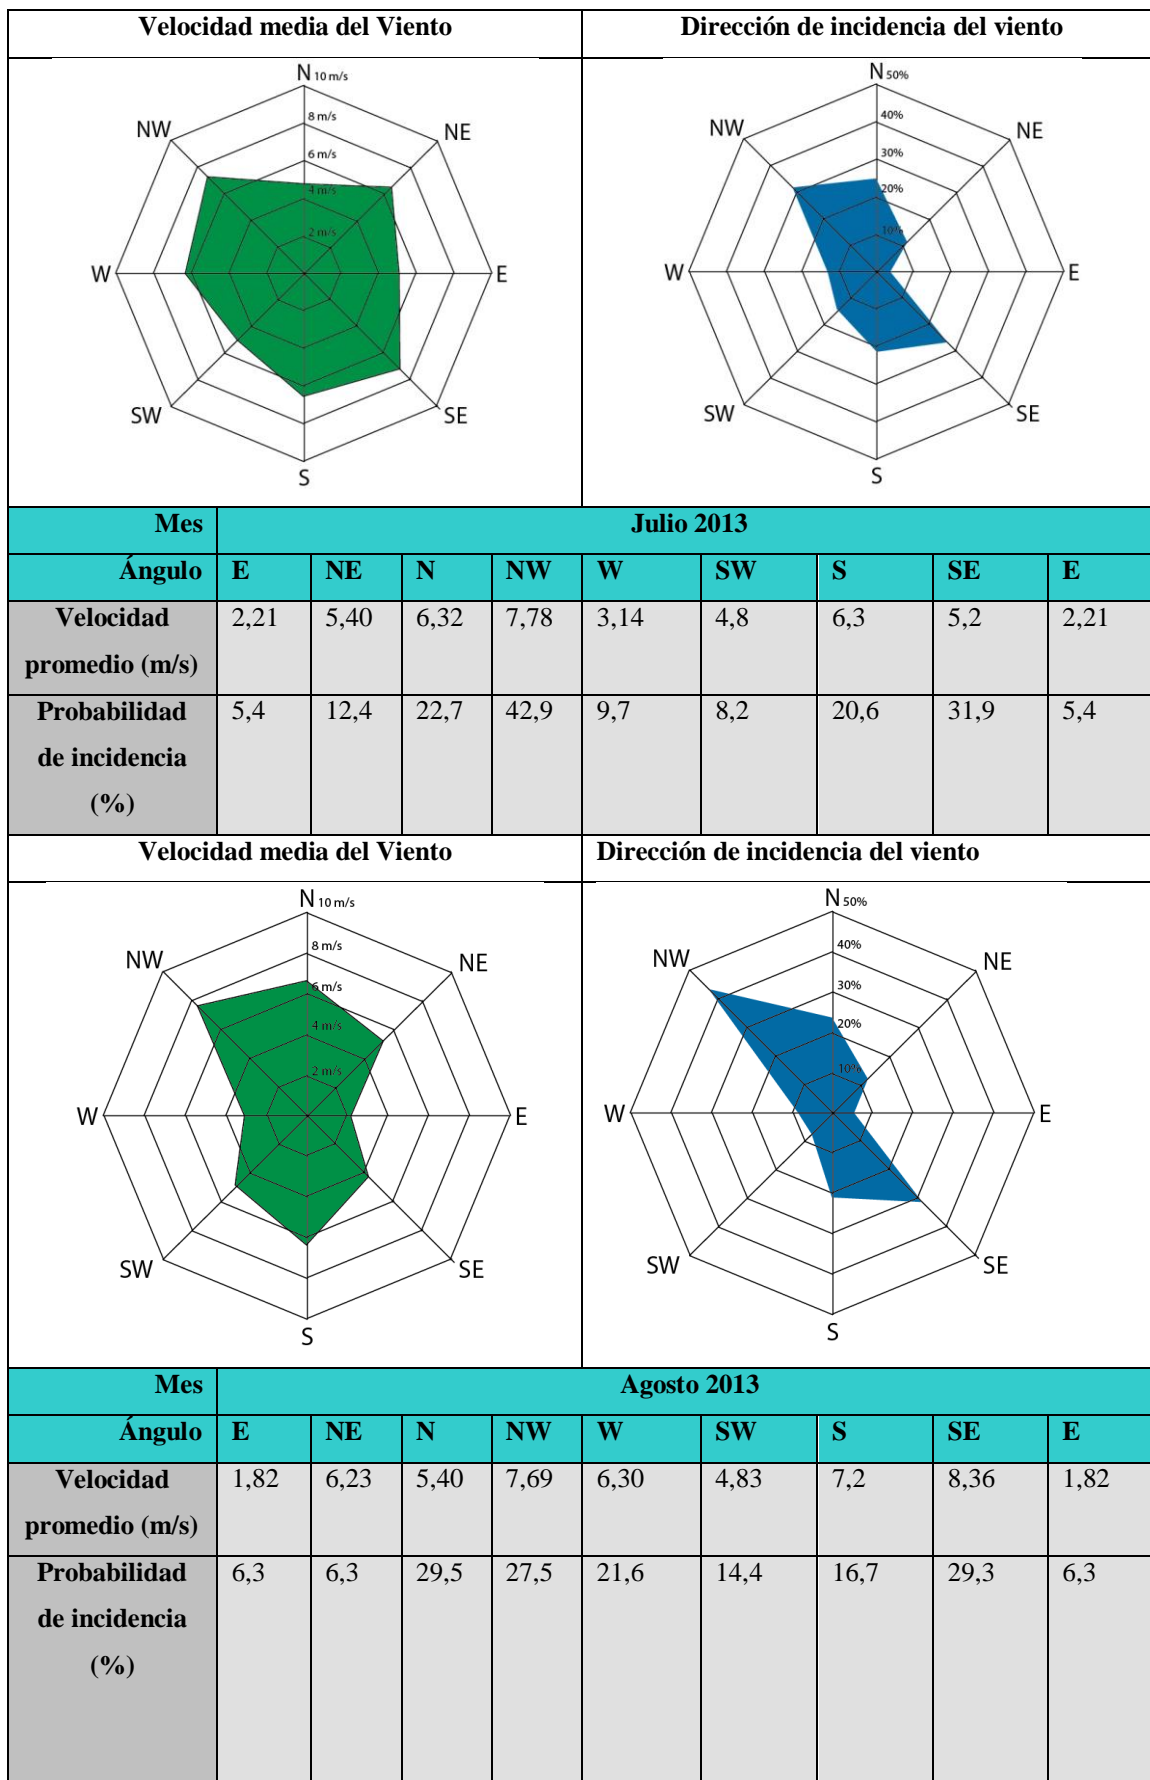 Velocidad media del Viento
Dirección de incidencia del viento
N 10 m/s
8 m/s
6 m/s
4 m/s
2 m/s
NW
NE
W
E
SW
SE
S
N 50%
40%
30%
20%
10%
NW
NE
W
E
SW
SE
S
Mes Julio 2013
Ángulo E NE N NW W SW S SE E
Velocidad promedio (m/s) 2,21 5,40 6,32 7,78 3,14 4,8 6,3 5,2 2,21
Probabilidad de incidencia (%) 5,4 12,4 22,7 42,9 9,7 8,2 20,6 31,9 5,4
Velocidad media del Viento
Dirección de incidencia del viento
N 10 m/s
8 m/s
6 m/s
4 m/s
2 m/s
NW
NE
W
E
SW
SE
S
N 50%
40%
30%
20%
10%
NW
NE
W
E
SW
SE
S
Mes Agosto 2013
Ángulo E NE N NW W SW S SE E
Velocidad promedio (m/s) 1,82 6,23 5,40 7,69 6,30 4,83 7,2 8,36 1,82
Probabilidad de incidencia (%) 6,3 6,3 29,5 27,5 21,6 14,4 16,7 29,3 6,3